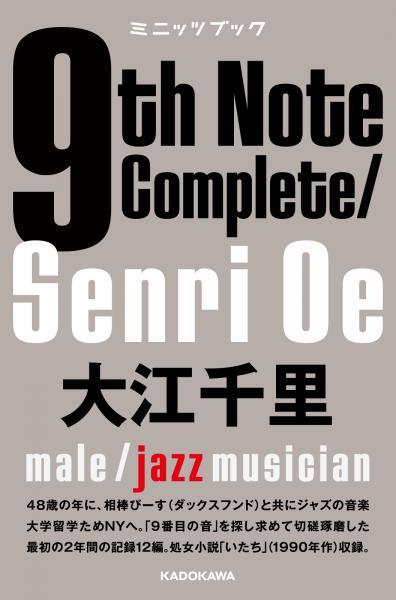 ミニッツブック
9th Note
Complete/
Senri Oe
大江千里
male/jazz musician
48歳の年に、相棒ぴーす(ダックスフンド)と共にジャズの音楽
大学留学ためNYへ。「9番目の音」を探し求めて切磋琢磨した
最初の2年間の記録12編。処女小説「いたち」(1990年作)収録。
KADOKAWA